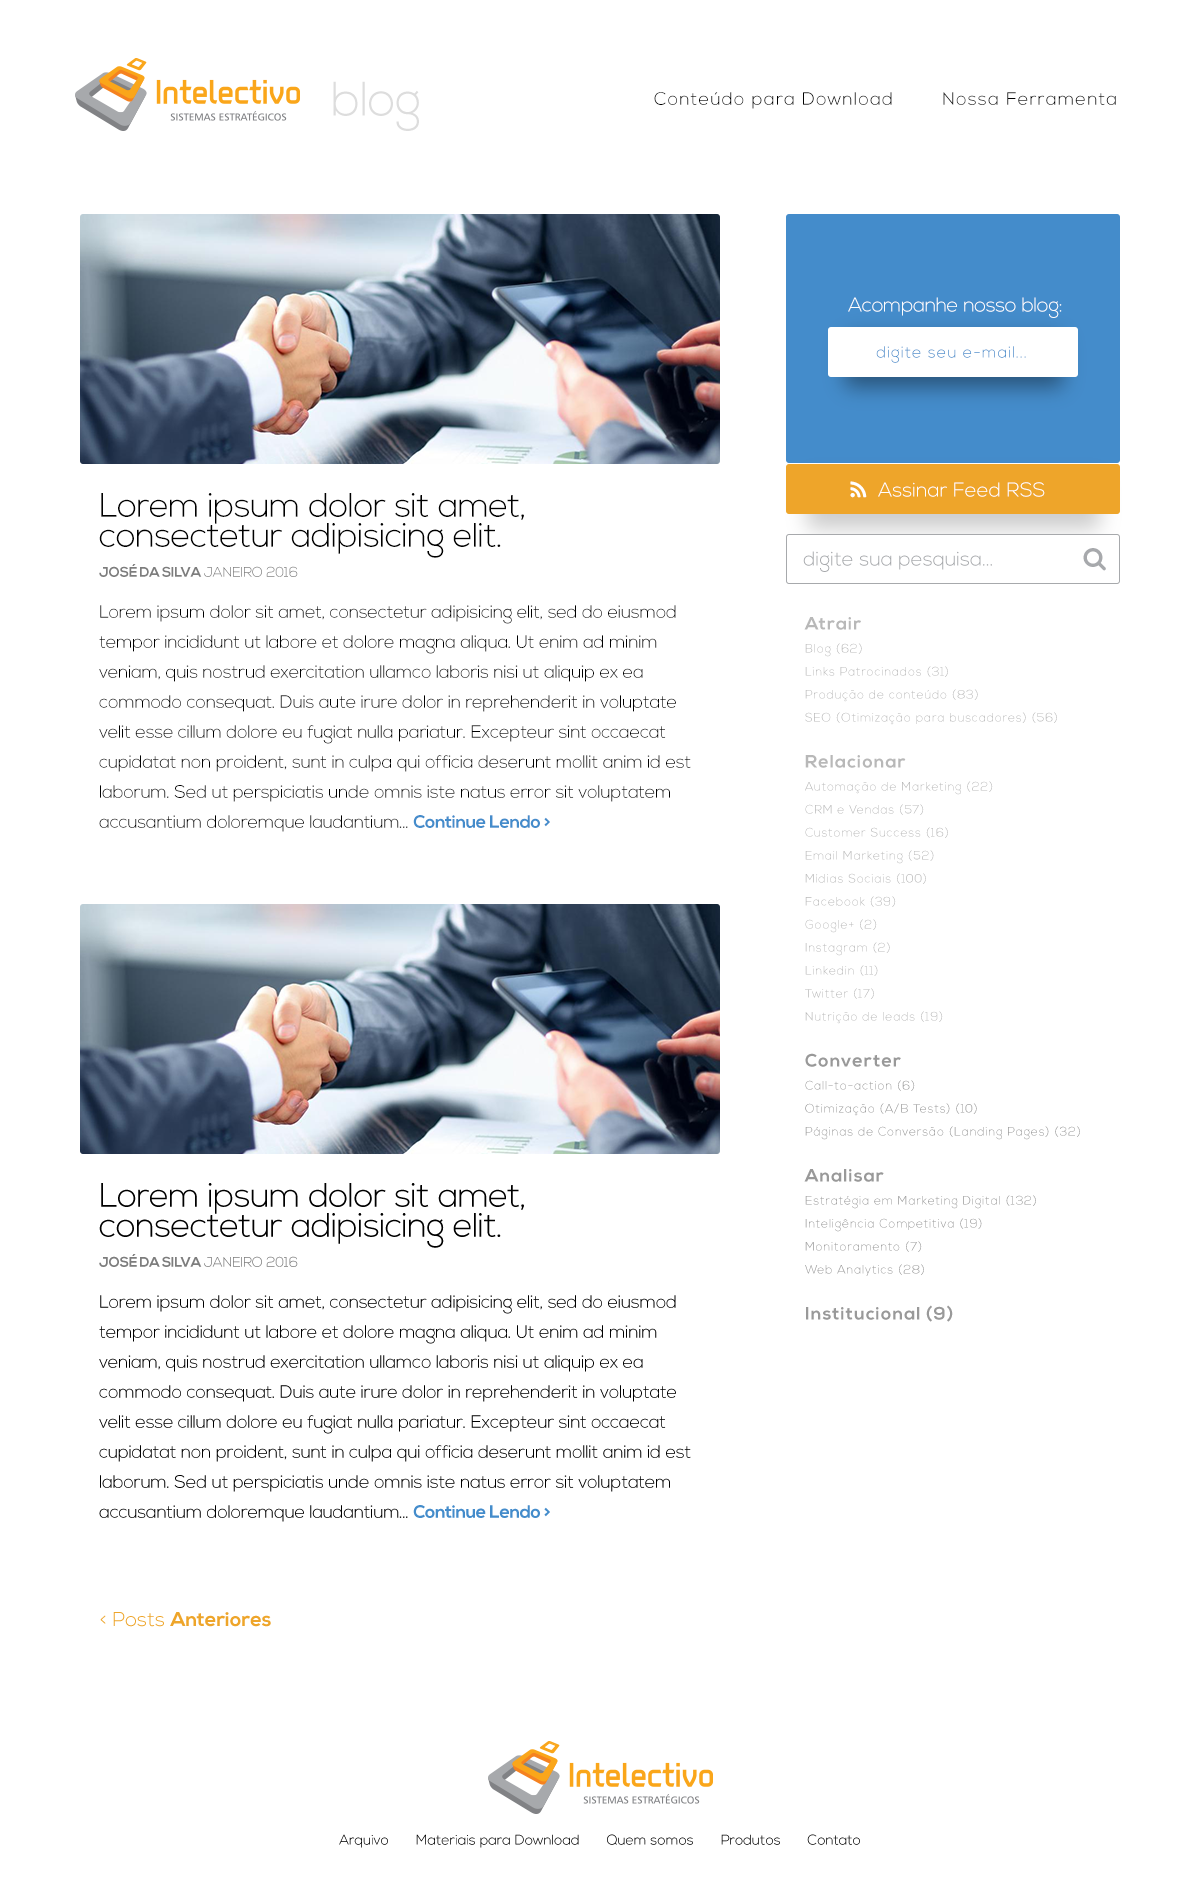 Intelectivo
SISTEMAS ESTRATÉGICOS
blog
Conteúdo para Download
Nossa Ferramenta
Lorem ipsum dolor sit amet,
consectetur adipisicing elit.
JOSÉ DA SILVA JANEIRO 2016
Lorem ipsum dolor sit amet, consectetur adipisicing elit, sed do eiusmod
tempor incididunt ut labore et dolore magna aliqua. Ut enim ad minim
veniam, quis nostrud exercitation ullamco laboris nisi ut aliquip ex ea
commodo consequat. Duis aute irure dolor in reprehenderit in voluptate
velit esse cillum dolore eu fugiat nulla pariatur. Excepteur sint occaecat
cupidatat non proident, sunt in culpa qui officia deserunt mollit anim id est
laborum. Sed ut perspiciatis unde omnis iste natus error sit voluptatem
accusantium doloremque laudantium... Continue Lendo >
Lorem ipsum dolor sit amet,
consectetur adipisicing elit.
JOSÉ DA SILVA JANEIRO 2016
Lorem ipsum dolor sit amet, consectetur adipisicing elit, sed do eiusmod
tempor incididunt ut labore et dolore magna aliqua. Ut enim ad minim
veniam, quis nostrud exercitation ullamco laboris nisi ut aliquip ex ea
commodo consequat. Duis aute irure dolor in reprehenderit in voluptate
velit esse cillum dolore eu fugiat nulla pariatur. Excepteur sint occaecat
cupidatat non proident, sunt in culpa qui officia deserunt mollit anim id est
laborum. Sed ut perspiciatis unde omnis iste natus error sit voluptatem
accusantium doloremque laudantium... Continue Lendo >
< Posts Anteriores
Acompanhe nosso blog:
digite seu e-mail...
Assinar Feed RSS
digite sua pesquisa...
Atrair
Blog (62)
Links Patrocinados (31)
Produção de conteúdo (83)
SEO (Otimização para buscadores) (56)
Relacionar
Automação de Marketing (22)
CRM e Vendas (57)
Customer Success (16)
Email Marketing (52)
Mídias Sociais (100)
Facebook (39)
Google+ (2)
Instagram (2)
Linkedin (11)
Twitter (17)
Nutrição de leads (19)
Converter
Call-to-action (6)
Otimização (A/B Tests) (10)
Páginas de Conversão (Landing Pages) (32)
Analisar
Estratégia em Marketing Digital (132)
Inteligência Competitiva (19)
Monitoramento (7)
Web Analytics (28)
Institucional (9)
Intelectivo
SISTEMAS ESTRATÉGICOS
Arquivo
Materiais para Download
Quem somos
Produtos
Contato